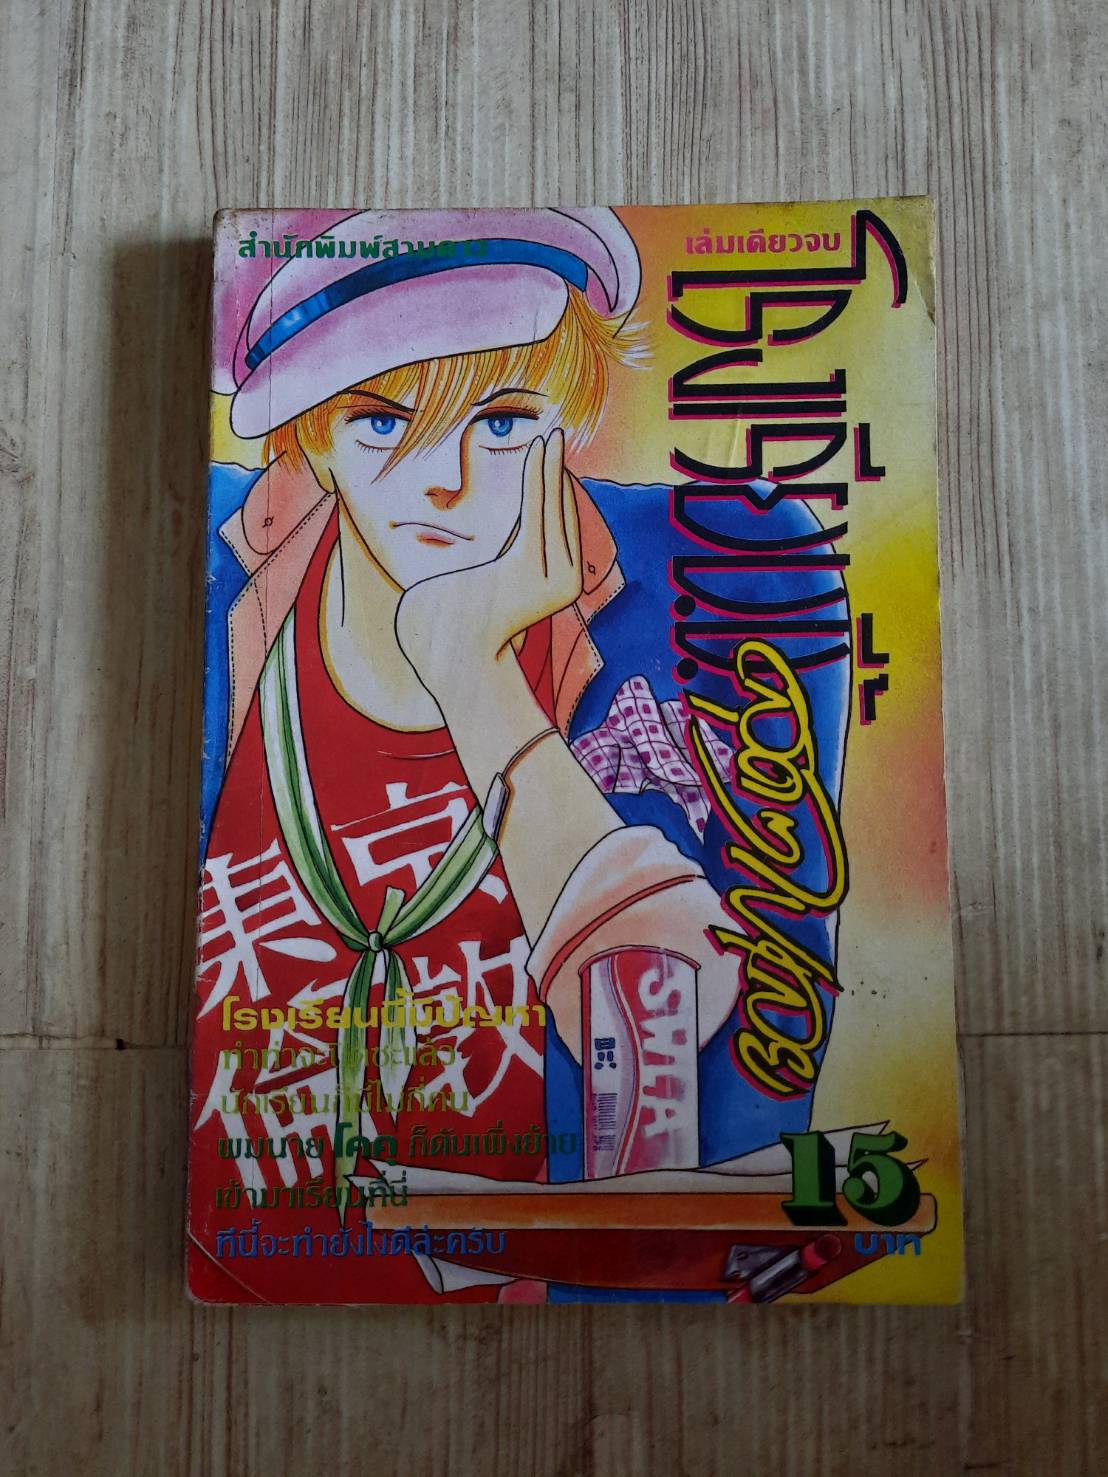 สำนักพิมพ์สามดาว
เล่มเดียวจบ
โรงเรียนนี้
東京
倫敦
โรงเรียนนี้มีปัญหา
ทำท่าจะปิดซะแล้ว
นักเรียนก็มีไม่กี่คน
ผมนาย โคคุ ก็ดันเพิ่งย้าย
เข้ามาเรียนที่นี่
ทีนี้จะทำยังไงดีล่ะครับ
SWITA
15
บาท